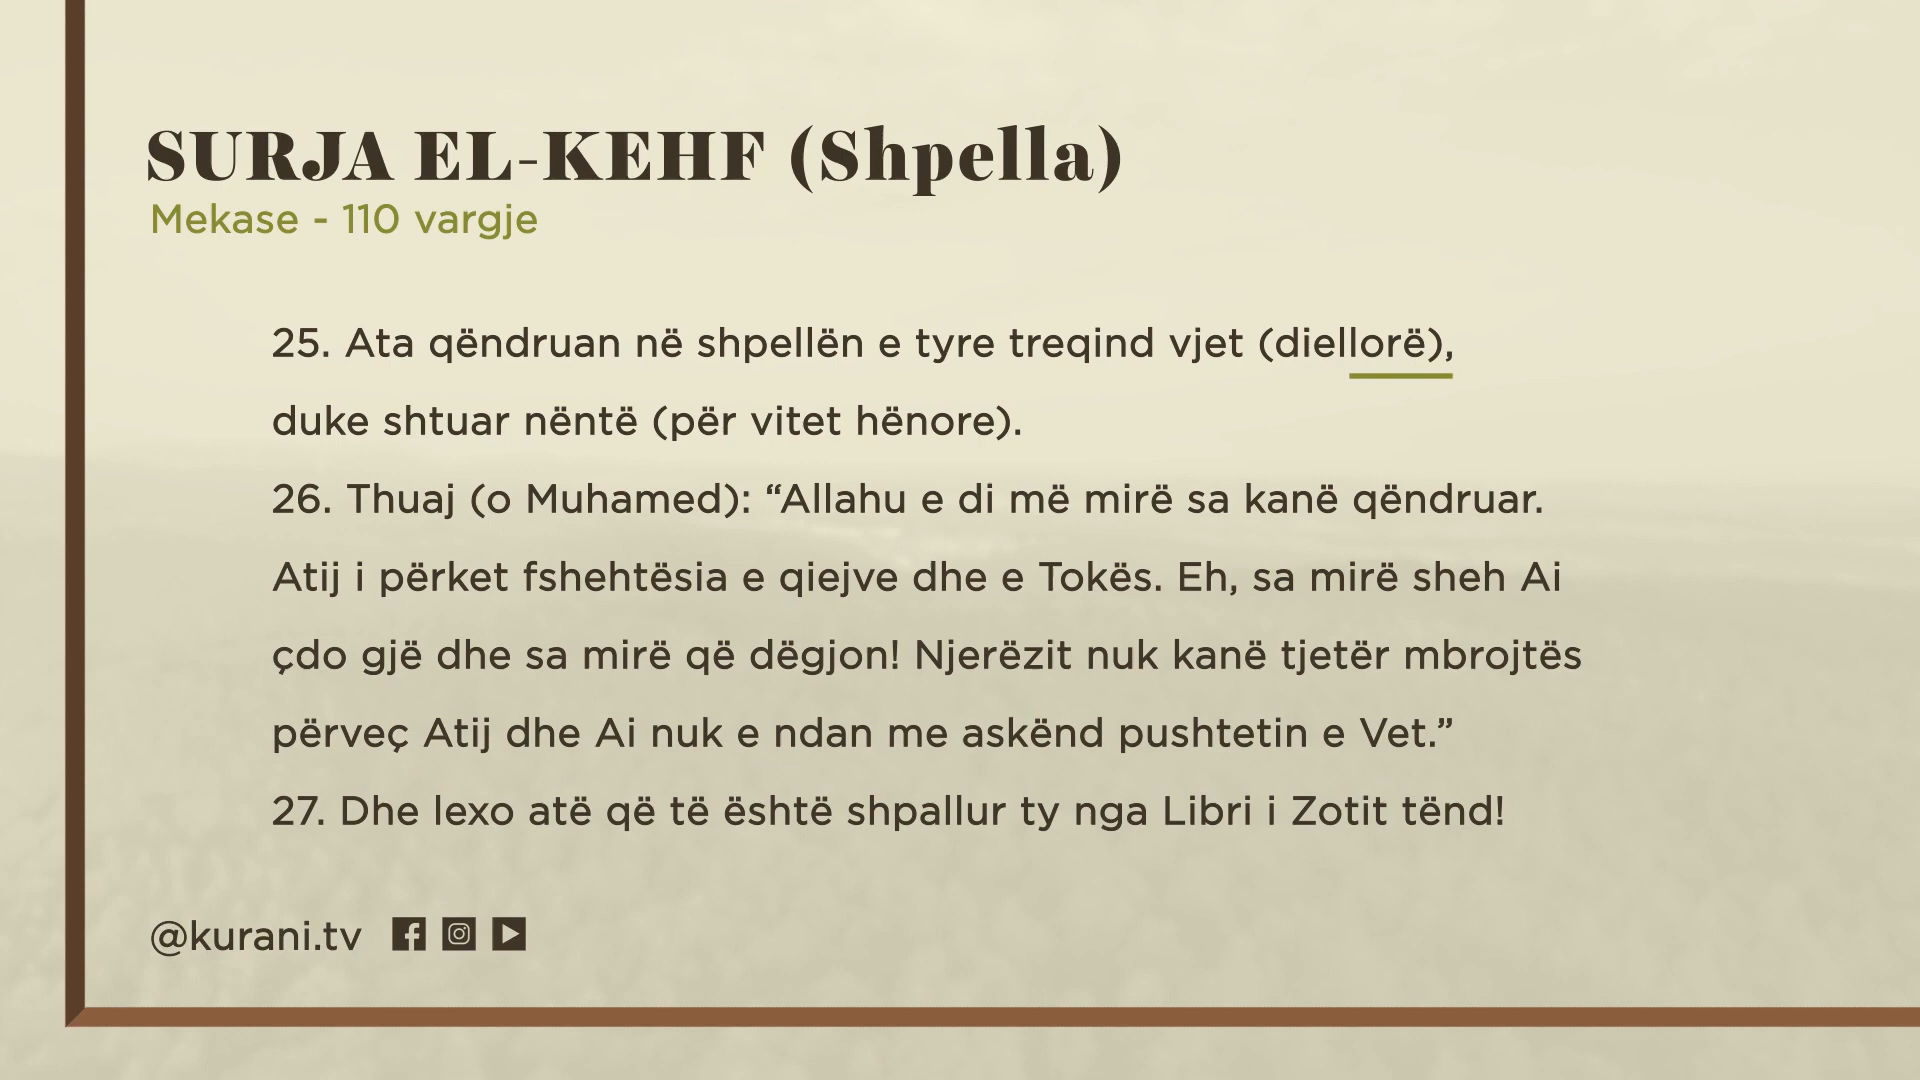 SURJA EL-KEHF (Shpella)
Mekase - 110 vargje
25. Ata qëndruan në shpellën e tyre treqind vjet (diellorë),
duke shtuar nëntë (për vitet hënore).
26. Thuaj (o Muhamed): “Allahu e di më mirë sa kanë qëndruar.
Atij i përket fshehtësia e qiejve dhe e Tokës. Eh, sa mirë sheh Ai
çdo gjë dhe sa mirë që dëgjon! Njerëzit nuk kanë tjetër mbrojtës
përveç Atij dhe Ai nuk e ndan me askënd pushtetin e Vet.”
27. Dhe lexo atë që të është shpallur ty nga Libri i Zotit tënd!
@kurani.tv